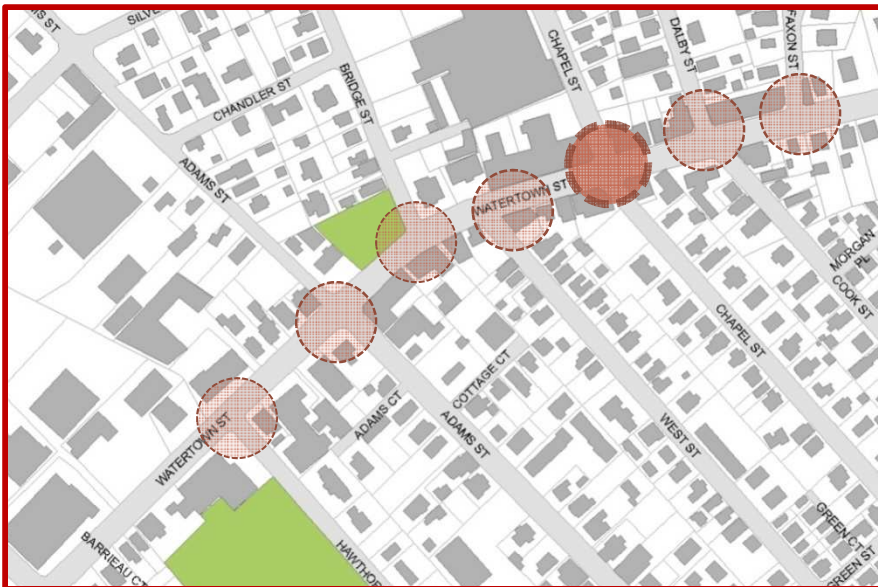 SILVE
CHANDLER ST
BRIDGE ST
CHAPEL ST
DALBY ST
FAXON ST
ADAMS ST
WATERTOWN ST
MORGAN PL
COOK ST
CHAPEL ST
COTTAGE CT
ADAMS CT
ADAMS ST
WEST ST
WATERTOWN ST
BARRIEAU CT
HAWTHOR
GREEN CT
GREEN ST